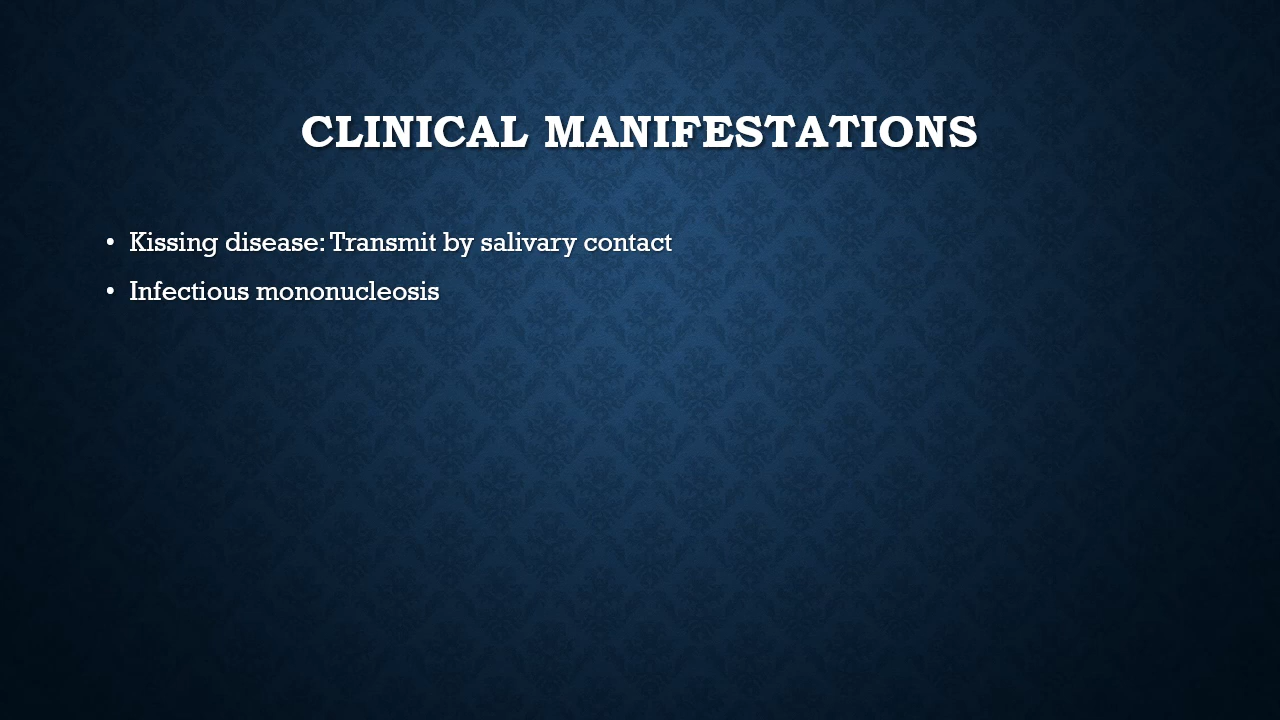 CLINICAL MANIFESTATIONS
• Kissing disease: Transmit by salivary contact
• Infectious mononucleosis